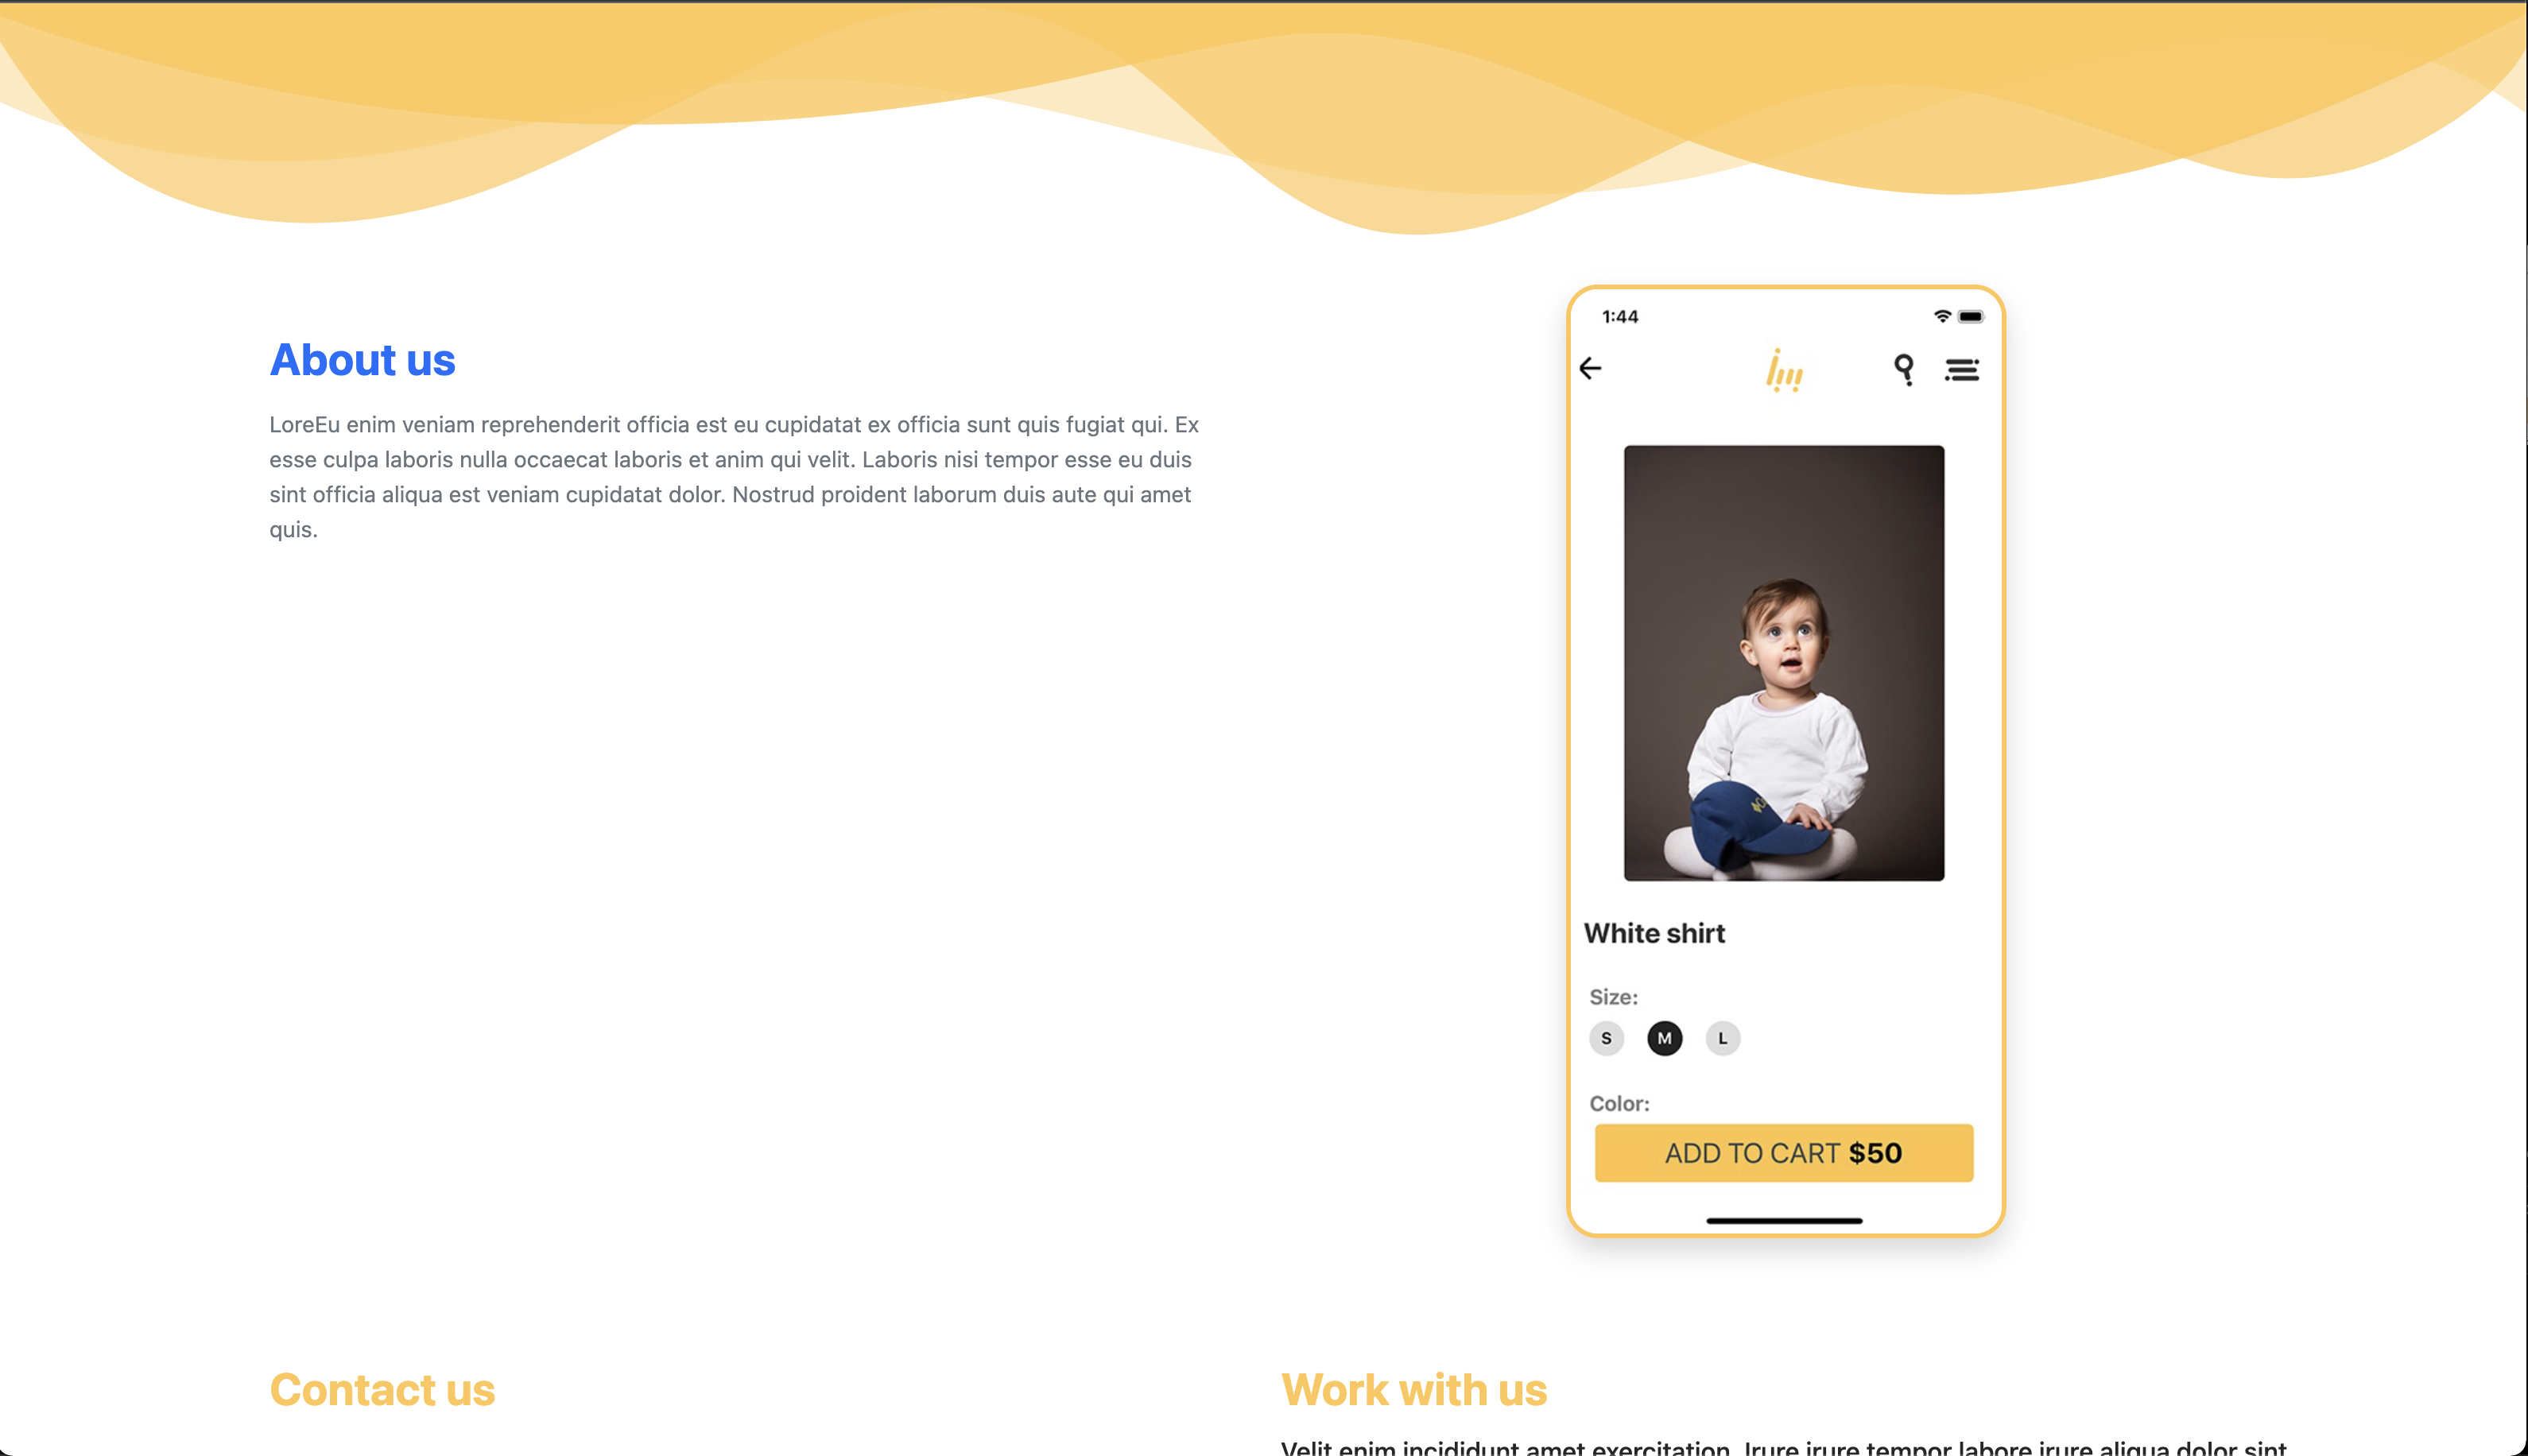 About us
LoreEu enim veniam reprehenderit officia est eu cupidatat ex officia sunt quis fugiat qui. Ex
esse culpa laboris nulla occaecat laboris et anim qui velit. Laboris nisi tempor esse eu duis
sint officia aliqua est veniam cupidatat dolor. Nostrud proident laborum duis aute qui amet
quis.
1:44
White shirt
Size:
S M L
Color:
ADD TO CART $50
Contact us
Work with us
Velit enim incididunt amet exercitation. Irure irure tempor labore irure aliqua dolor sint